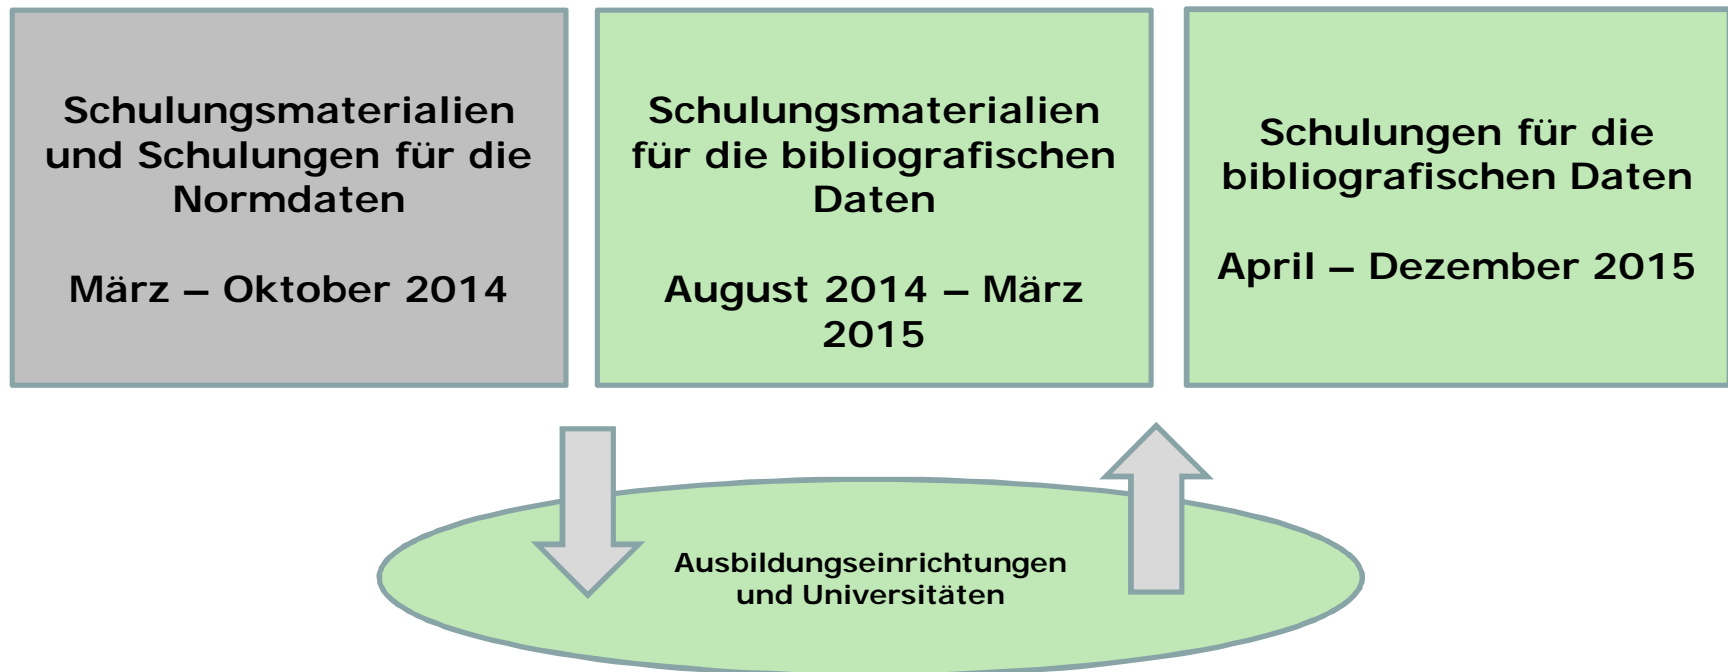 Schulungsmaterialien
und Schulungen für die
Normdaten
März – Oktober 2014
Schulungsmaterialien
für die bibliografischen
Daten
August 2014 – März
2015
Schulungen für die
bibliografischen Daten
April – Dezember 2015
Ausbildungseinrichtungen
und Universitäten